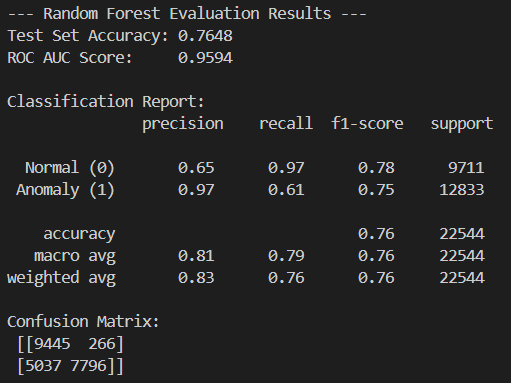 --- Random Forest Evaluation Results ---
Test Set Accuracy: 0.7648
ROC AUC Score:     0.9594

Classification Report:
              precision    recall  f1-score   support

  Normal (0)       0.65      0.97      0.78      9711
 Anomaly (1)       0.97      0.61      0.75     12833

    accuracy                           0.76     22544
   macro avg       0.81      0.79      0.76     22544
weighted avg       0.83      0.76      0.76     22544

Confusion Matrix:
 [[9445  266]
 [5037 7796]]